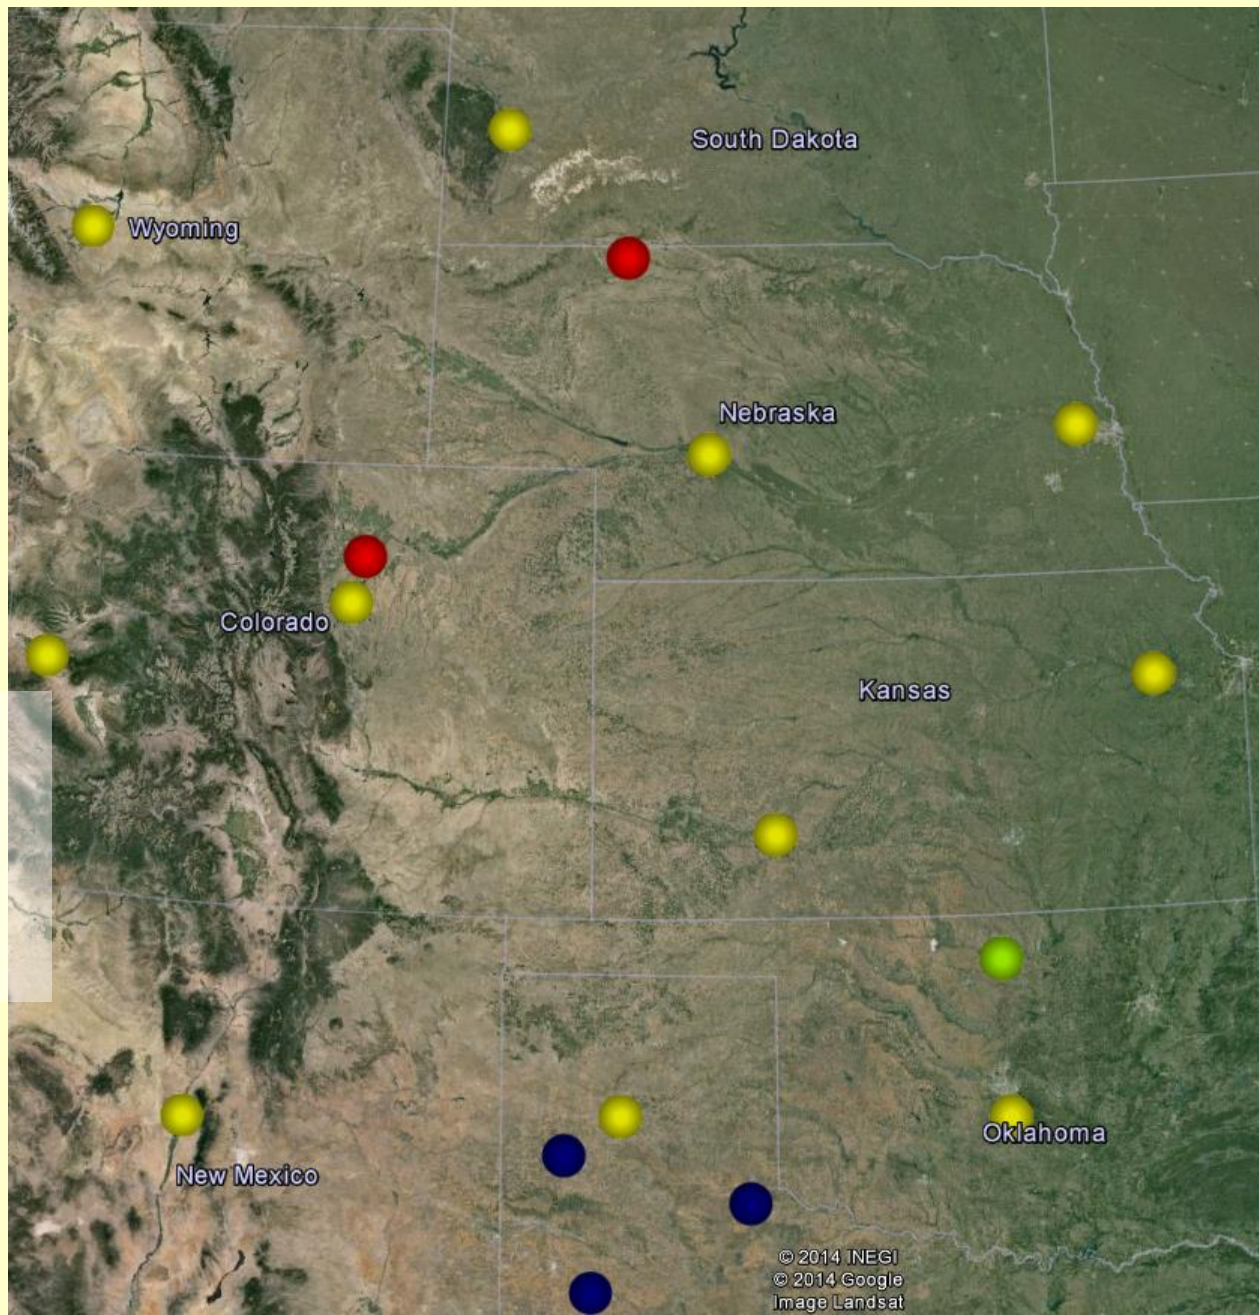 South Dakota
Wyoming
Nebraska
Colorado
Kansas
Oklahoma
New Mexico
© 2014 INEGI
© 2014 Google
Image Landsat